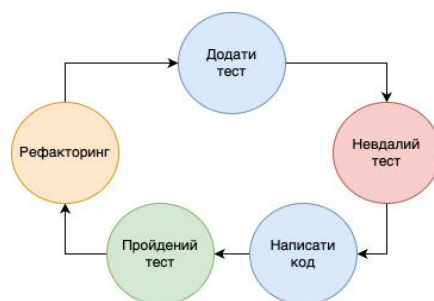 Додати
тест
Невдалий
тест
Написати
код
Пройдений
тест
Рефакторинг